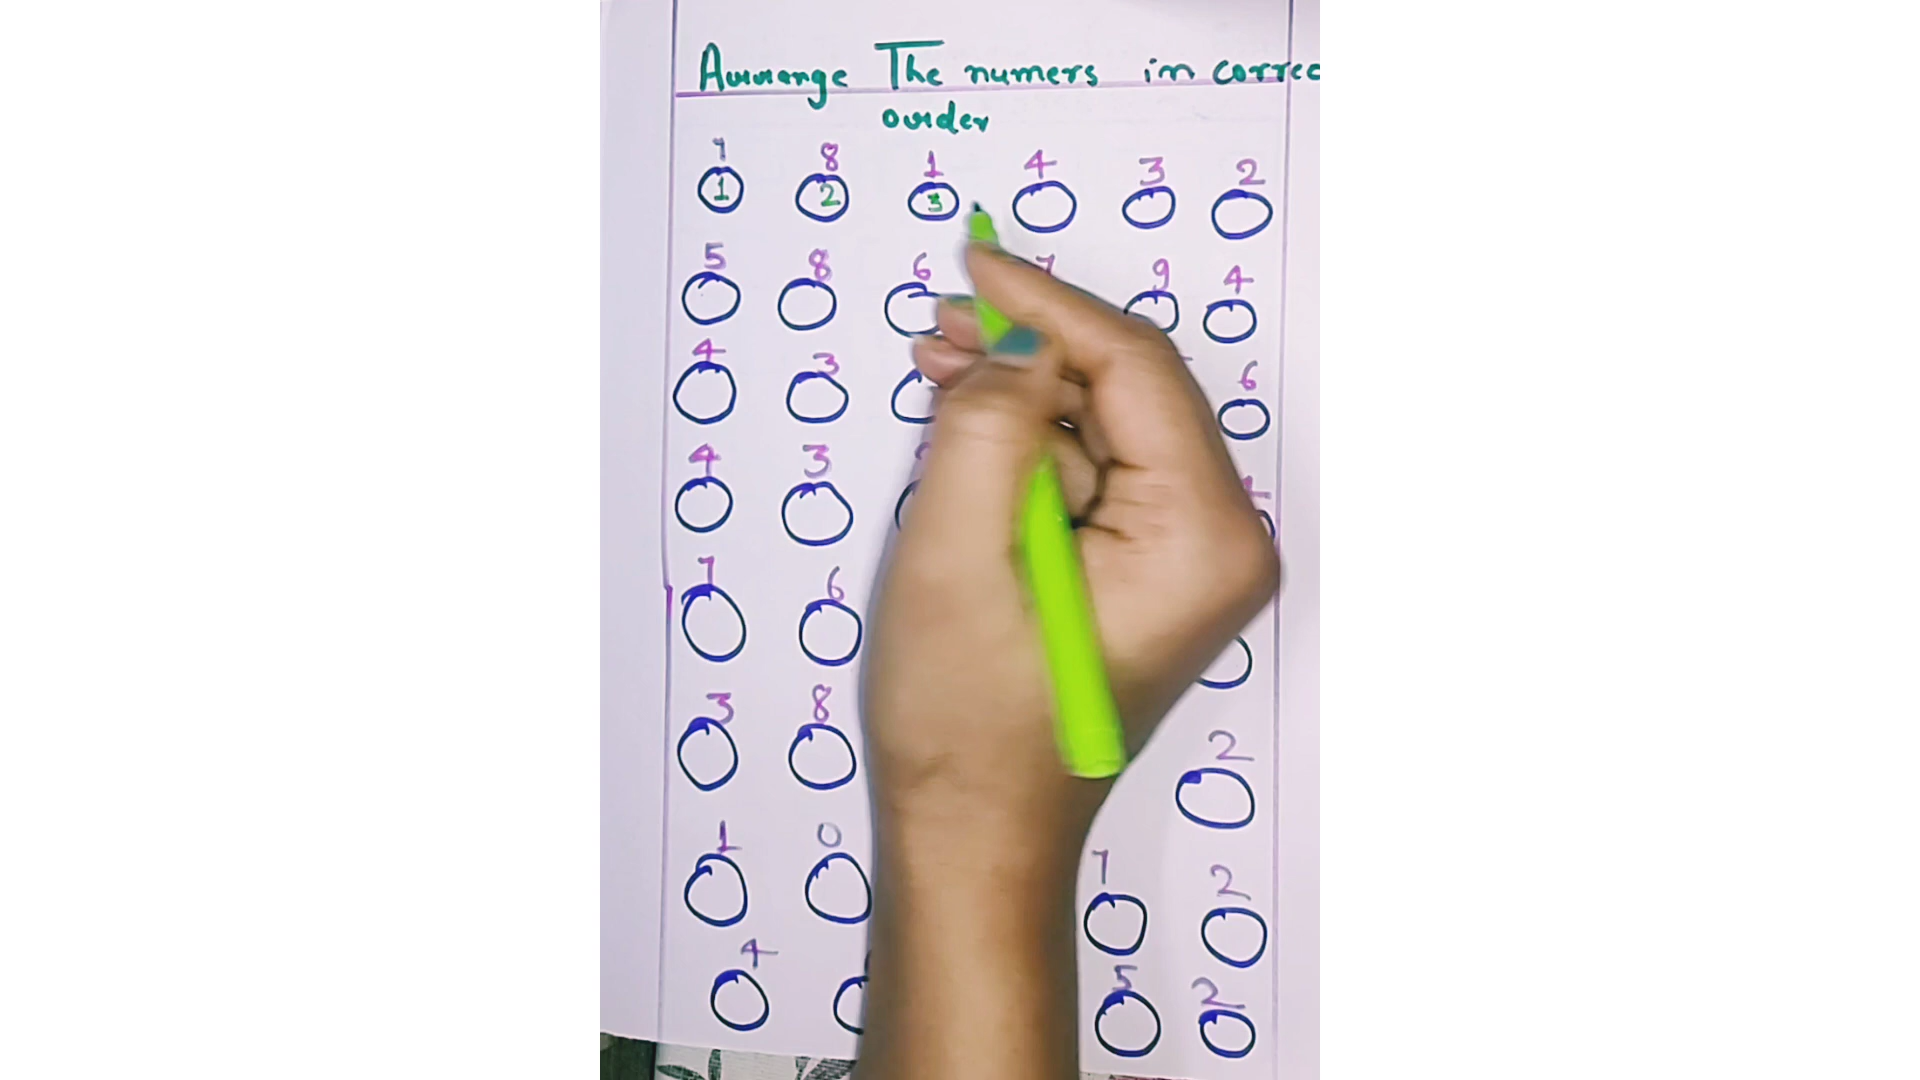 Arrange The numers in correc
order
7 8 1 4 3 2
1 2 3
5 8 6 7 9 4
4 3 6
4 3
7 6
3 8 2
1 0 7 2
4 5 2